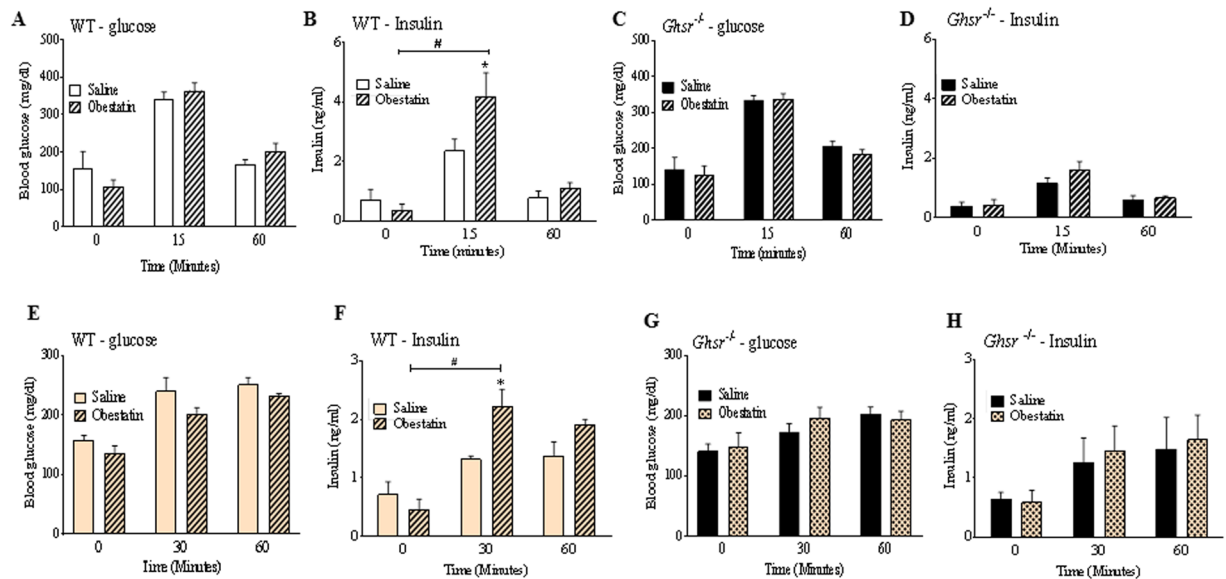 A
WT - glucose
500
400
300
200
100
0
Blood glucose (mg/dl)
Saline
Obestatin
0 15 60
Time (Minutes)
B
WT - Insulin
6
4
2
0
Insulin (ng/ml)
#
*
Saline
Obestatin
0 15 60
Time (minutes)
C
Ghsr-/- - glucose
500
400
300
200
100
0
Blood glucose (mg/dl)
Saline
Obestatin
0 15 60
Time (minutes)
D
Ghsr-/- - Insulin
6
4
2
0
Insulin (ng/ml)
Saline
Obestatin
0 15 60
Time (Minutes)
E
WT - glucose
300
200
100
0
Blood glucose (mg/dl)
Saline
Obestatin
0 30 60
Time (Minutes)
F
WT - Insulin
3
2
1
0
Insulin (ng/ml)
#
*
Saline
Obestatin
0 30 60
Time (Minutes)
G
Ghsr-/- - glucose
300
200
100
0
Blood glucose (mg/dl)
Saline
Obestatin
0 30 60
Time (Minutes)
H
Ghsr -/- - Insulin
3
2
1
0
Insulin (ng/ml)
Saline
Obestatin
0 30 60
Time (Minutes)